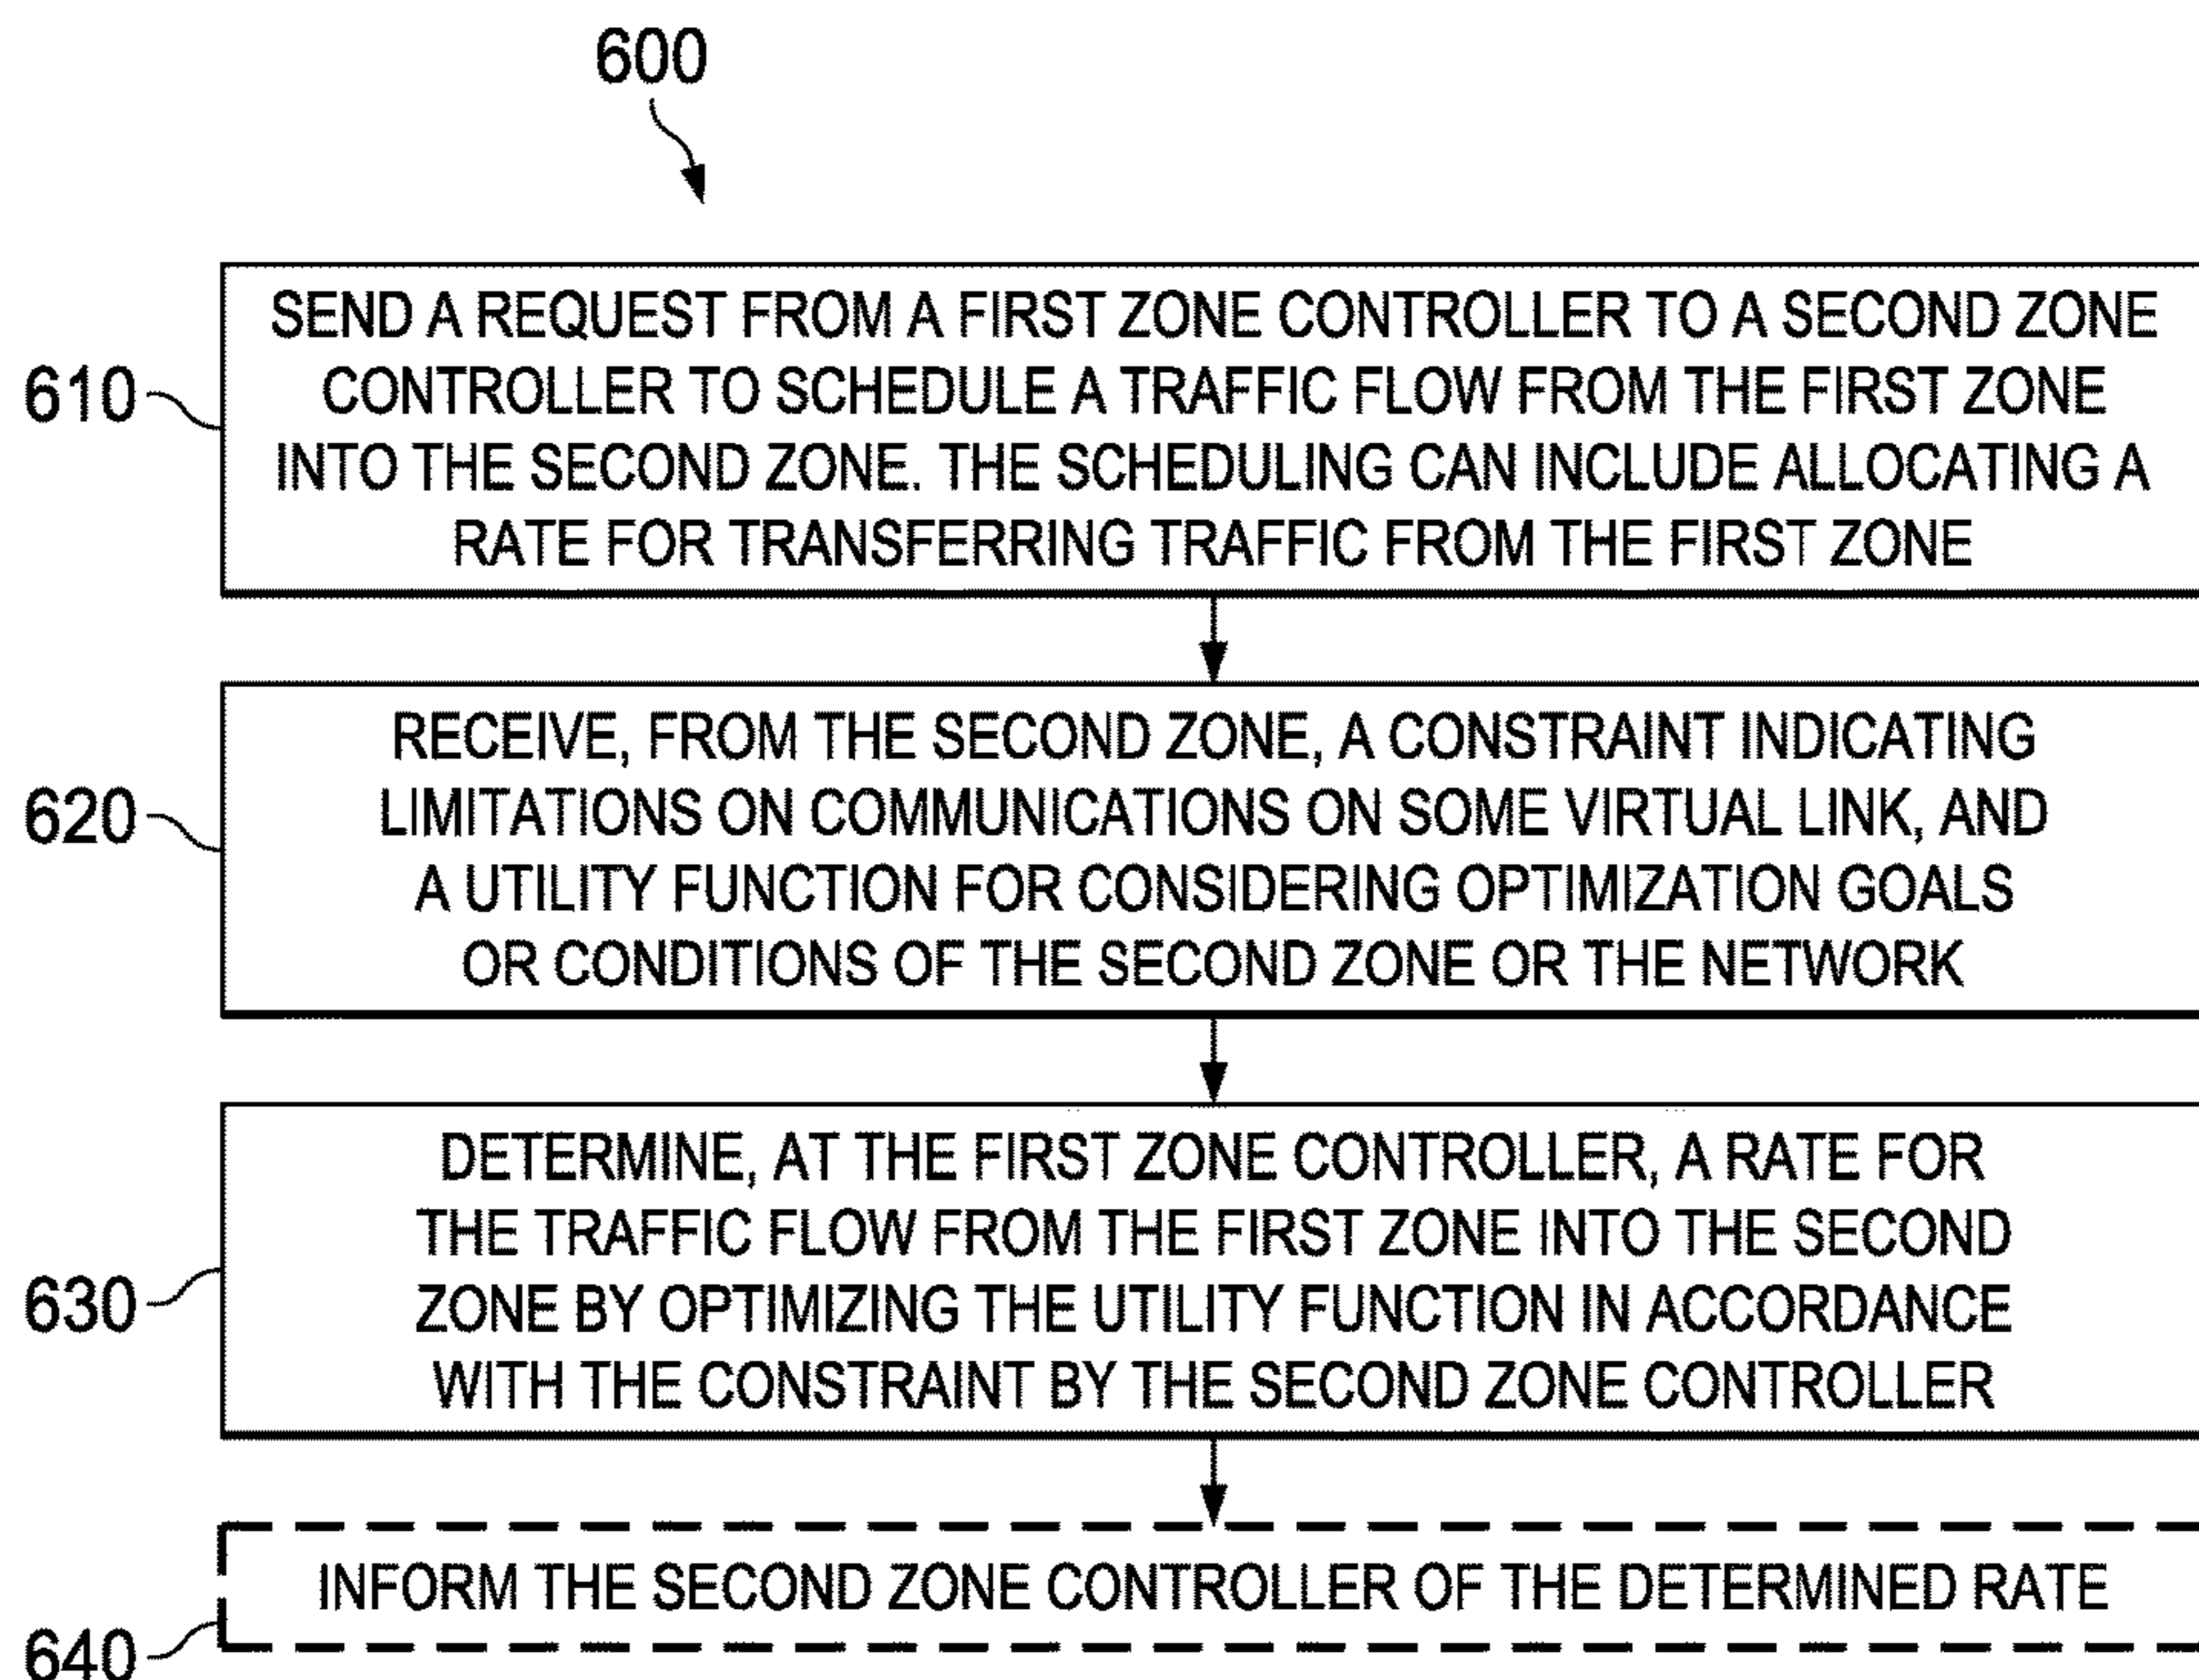 600
610
SEND A REQUEST FROM A FIRST ZONE CONTROLLER TO A SECOND ZONE
CONTROLLER TO SCHEDULE A TRAFFIC FLOW FROM THE FIRST ZONE
INTO THE SECOND ZONE. THE SCHEDULING CAN INCLUDE ALLOCATING A
RATE FOR TRANSFERRING TRAFFIC FROM THE FIRST ZONE
620
RECEIVE, FROM THE SECOND ZONE, A CONSTRAINT INDICATING
LIMITATIONS ON COMMUNICATIONS ON SOME VIRTUAL LINK, AND
A UTILITY FUNCTION FOR CONSIDERING OPTIMIZATION GOALS
OR CONDITIONS OF THE SECOND ZONE OR THE NETWORK
630
DETERMINE, AT THE FIRST ZONE CONTROLLER, A RATE FOR
THE TRAFFIC FLOW FROM THE FIRST ZONE INTO THE SECOND
ZONE BY OPTIMIZING THE UTILITY FUNCTION IN ACCORDANCE
WITH THE CONSTRAINT BY THE SECOND ZONE CONTROLLER
640
INFORM THE SECOND ZONE CONTROLLER OF THE DETERMINED RATE